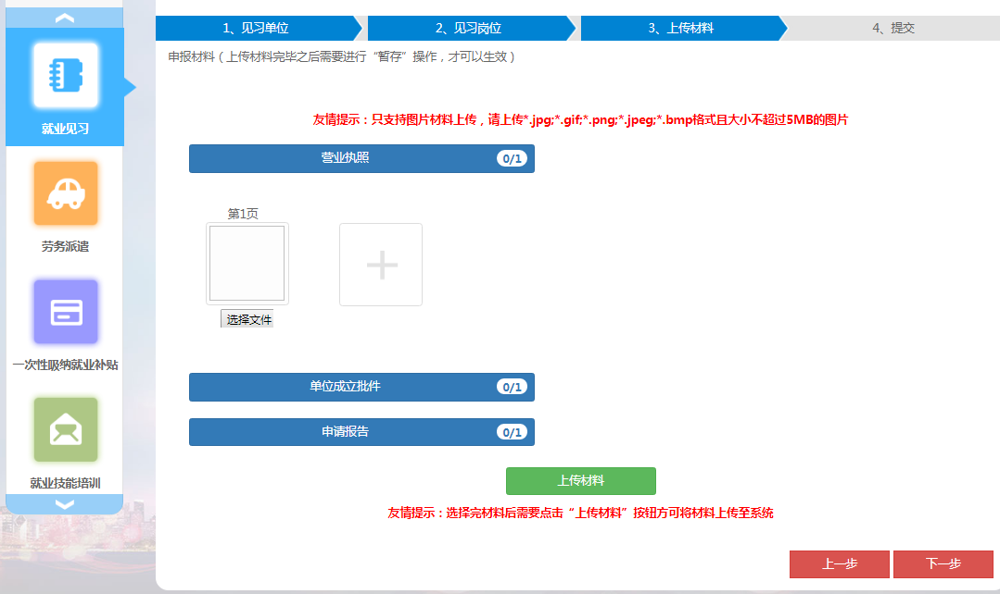 1、见习单位
2、见习岗位
3、上传材料
4、提交
申报材料（上传材料完毕之后需要进行“暂存”操作，才可以生效）
友情提示：只支持图片材料上传，请上传*.jpg;*.gif;*.png;*.jpeg;*.bmp格式且大小不超过5MB的图片
营业执照 0/1
第1页
选择文件
单位成立批件 0/1
申请报告 0/1
上传材料
友情提示：选择完材料后需要点击“上传材料”按钮方可将材料上传至系统
上一步
下一步
就业见习
劳务派遣
一次性吸纳就业补贴
就业技能培训